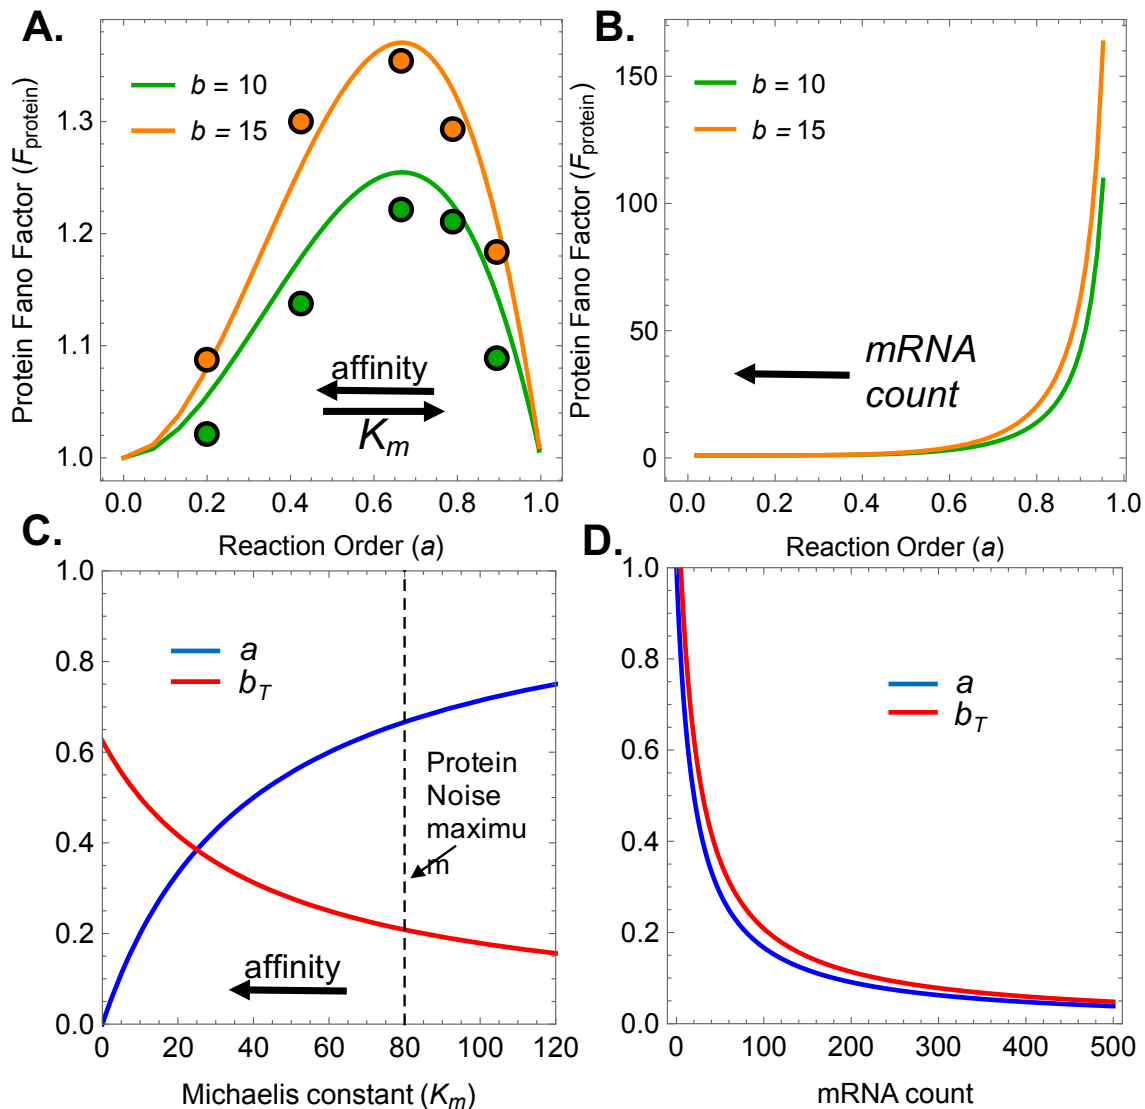 A.
Protein Fano Factor (Fprotein)
b = 10
b = 15
1.3
1.2
1.1
1.0
affinity
Km
0.0 0.2 0.4 0.6 0.8 1.0
Reaction Order (a)
B.
Protein Fano Factor (Fprotein)
b = 10
b = 15
150
100
50
0
mRNA
count
0.0 0.2 0.4 0.6 0.8 1.0
Reaction Order (a)
C.
1.0
0.8
0.6
0.4
0.2
0.0
a
bT
Protein
Noise
maximu
m
affinity
0 20 40 60 80 100 120
Michaelis constant (Km)
D.
1.0
0.8
0.6
0.4
0.2
0.0
a
bT
0 100 200 300 400 500
mRNA count